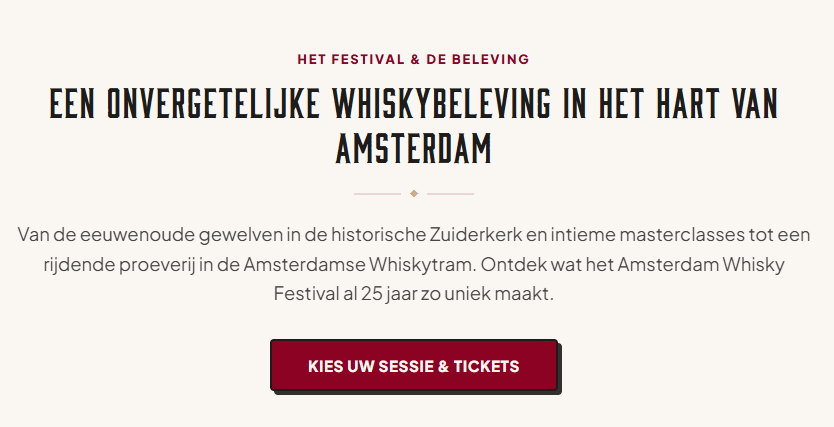 HET FESTIVAL & DE BELEVING
EEN ONVERGETELIJKE WHISKYBELEVING IN HET HART VAN
AMSTERDAM
Van de eeuwenoude gewelven in de historische Zuiderkerk en intieme masterclasses tot een
rijdende proeverij in de Amsterdamse Whiskytram. Ontdek wat het Amsterdam Whisky
Festival al 25 jaar zo uniek maakt.
KIES UW SESSIE & TICKETS